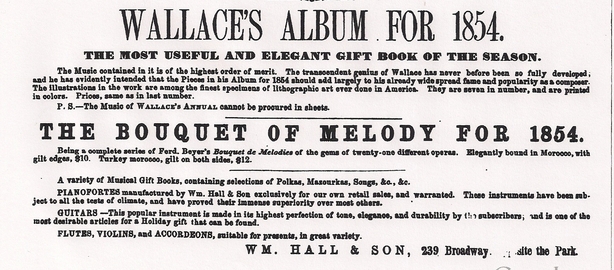 WALLACE'S ALBUM FOR 1854.
THE MOST USEFUL AND ELEGANT GIFT BOOK OF THE SEASON.
The Music contained in it is of the highest order of merit. The transcendent genius of Wallace has never before been so fully developed;
and he has evidently intended that the Pieces in his Album for 1854 should add largely to his already wide spread fame and popularity as a composer.
The illustrations in the work are among the finest specimens of lithographic art ever done in America. They are seven in number, and are printed
in colors. Prices, same as in last number.
P. S.—The Music of WALLACE'S ANNUAL cannot be procured in sheets.
THE BOUQUET OF MELODY FOR 1854.
Being a complete series of Ferd. Beyer's Bouquet de Melodies of the gems of twenty-one different operas. Elegantly bound in Morocco, with
gilt edges, $10. Turkey morocco, gilt on both sides, $12.
A variety of Musical Gift Books, containing selections of Polkas, Mazourkas, Songs, &c., &c.
PIANOFORTES manufactured by Wm. Hall & Son exclusively for our own retail sales, and warranted. These instruments have been sub-
ject to all the tests of climate, and have proved their immense superiority over most others.
GUITARS—This popular instrument is made in its highest perfection of tone, elegance, and durability by the subscribers; and is one of the
most desirable articles for a Holiday gift that can be found.
FLUTES, VIOLINS, and ACCORDEONS, suitable for presents, in great variety.
WM. HALL & SON, 239 Broadway. site the Park.